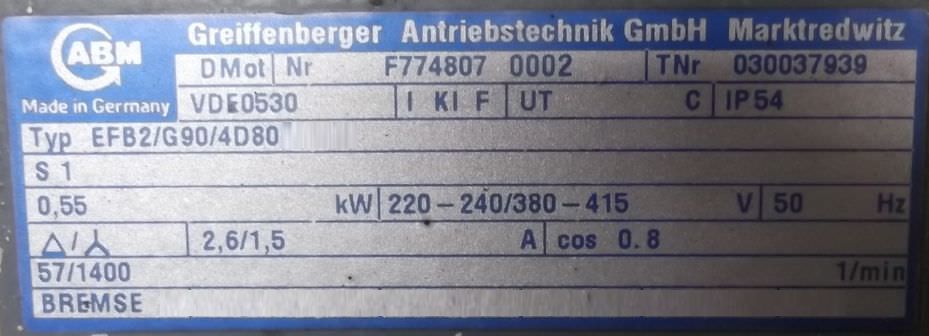 ABM
Made in Germany
Greiffenberger Antriebstechnik GmbH Marktredwitz
DMot Nr F774807 0002 TNr 030037939
VDE0530 I Kl F UT C IP54
Typ EFB2/G90/4D80
S 1
0,55 kW 220-240/380-415 V 50 Hz
2,6/1,5 A cos 0.8
57/1400 1/min
BREMSE